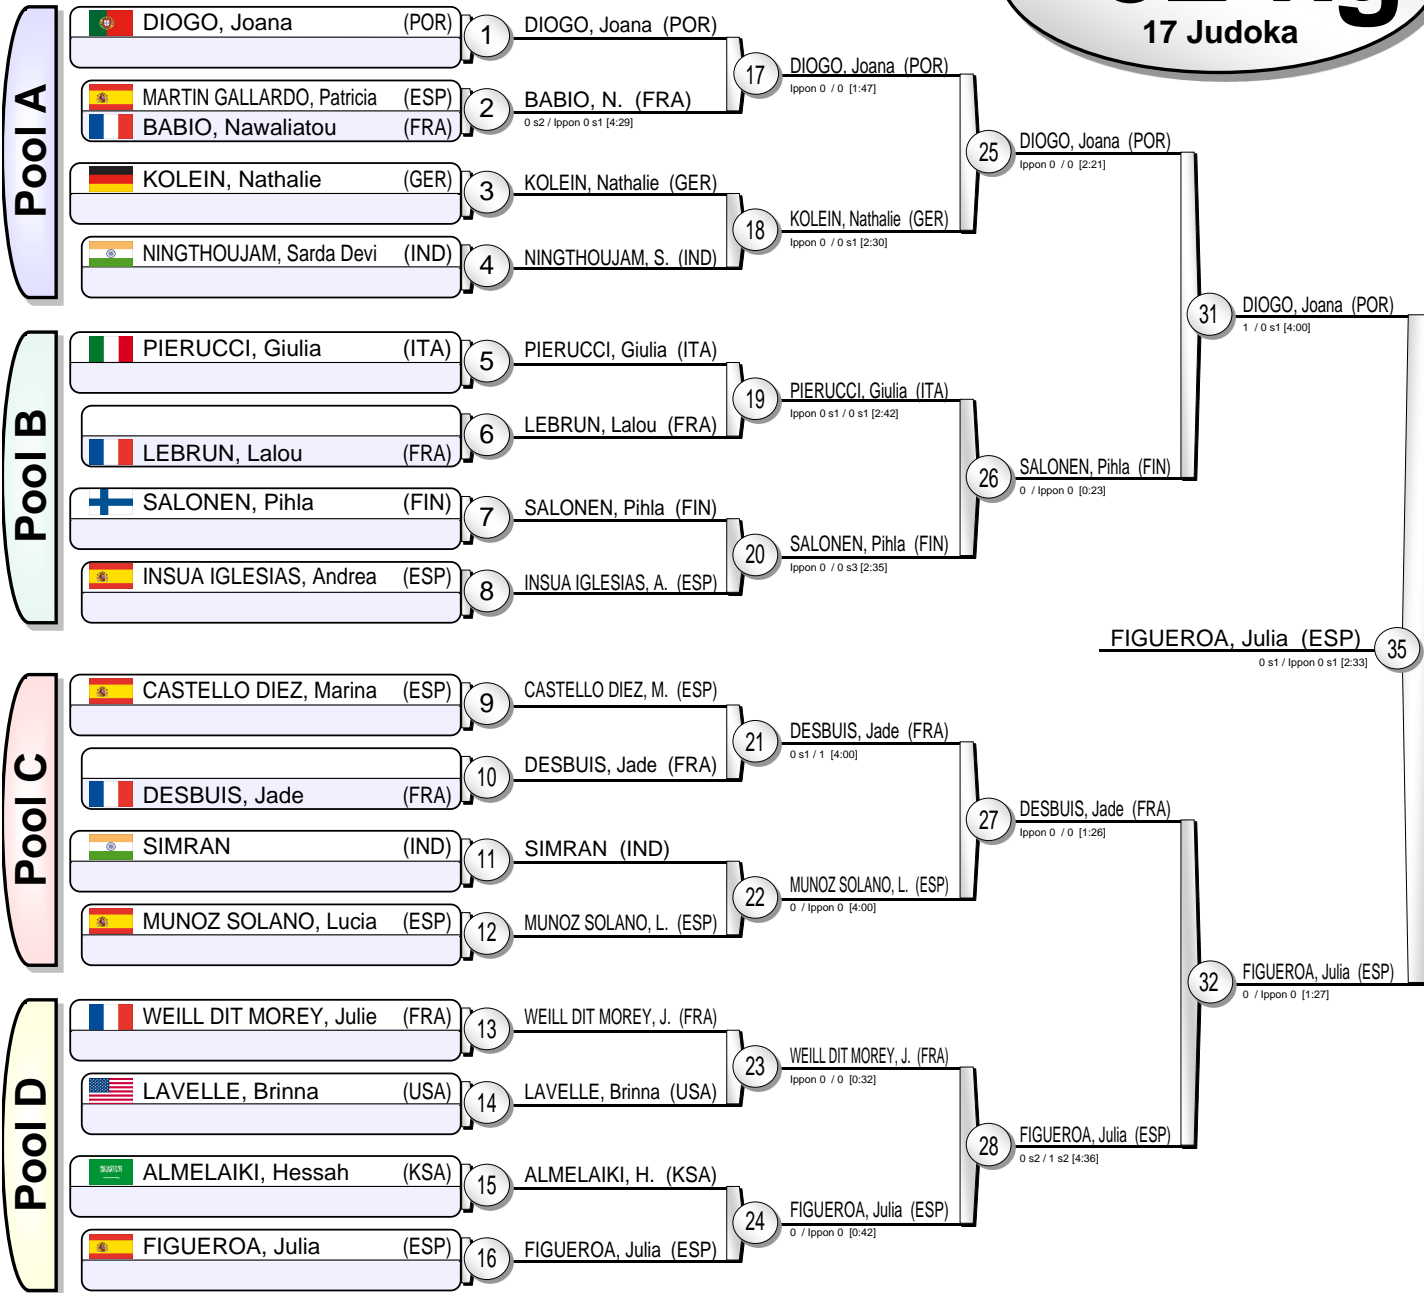 17 Judoka
Pool A
DIOGO, Joana (POR)
1
MARTIN GALLARDO, Patricia (ESP)
BABIO, Nawaliatou (FRA)
2
KOLEIN, Nathalie (GER)
3
NINGTHOUJAM, Sarda Devi (IND)
4
Pool B
PIERUCCI, Giulia (ITA)
5
LEBRUN, Lalou (FRA)
6
SALONEN, Pihla (FIN)
7
INSUA IGLESIAS, Andrea (ESP)
8
Pool C
CASTELLO DIEZ, Marina (ESP)
9
DESBUIS, Jade (FRA)
10
SIMRAN (IND)
11
MUNOZ SOLANO, Lucia (ESP)
12
Pool D
WEILL DIT MOREY, Julie (FRA)
13
LAVELLE, Brinna (USA)
14
ALMELAIKI, Hessah (KSA)
15
FIGUEROA, Julia (ESP)
16
DIOGO, Joana (POR)
BABIO, N. (FRA)
0 s2 / Ippon 0 s1 [4:29]
17
KOLEIN, Nathalie (GER)
NINGTHOUJAM, S. (IND)
18
PIERUCCI, Giulia (ITA)
LEBRUN, Lalou (FRA)
19
SALONEN, Pihla (FIN)
INSUA IGLESIAS, A. (ESP)
20
CASTELLO DIEZ, M. (ESP)
DESBUIS, Jade (FRA)
21
SIMRAN (IND)
MUNOZ SOLANO, L. (ESP)
22
WEILL DIT MOREY, J. (FRA)
LAVELLE, Brinna (USA)
23
ALMELAIKI, H. (KSA)
FIGUEROA, Julia (ESP)
24
DIOGO, Joana (POR)
Ippon 0 / 0 [1:47]
KOLEIN, Nathalie (GER)
Ippon 0 / 0 s1 [2:30]
25
PIERUCCI, Giulia (ITA)
Ippon 0 s1 / 0 s1 [2:42]
SALONEN, Pihla (FIN)
Ippon 0 / 0 s3 [2:35]
26
DESBUIS, Jade (FRA)
0 s1 / 1 [4:00]
MUNOZ SOLANO, L. (ESP)
0 / Ippon 0 [4:00]
27
WEILL DIT MOREY, J. (FRA)
Ippon 0 / 0 [0:32]
FIGUEROA, Julia (ESP)
0 / Ippon 0 [0:42]
28
DIOGO, Joana (POR)
Ippon 0 / 0 [2:21]
SALONEN, Pihla (FIN)
0 / Ippon 0 [0:23]
31
DESBUIS, Jade (FRA)
Ippon 0 / 0 [1:26]
FIGUEROA, Julia (ESP)
0 s2 / 1 s2 [4:36]
32
DIOGO, Joana (POR)
1 / 0 s1 [4:00]
FIGUEROA, Julia (ESP)
0 / Ippon 0 [1:27]
FIGUEROA, Julia (ESP)
0 s1 / Ippon 0 s1 [2:33]
35